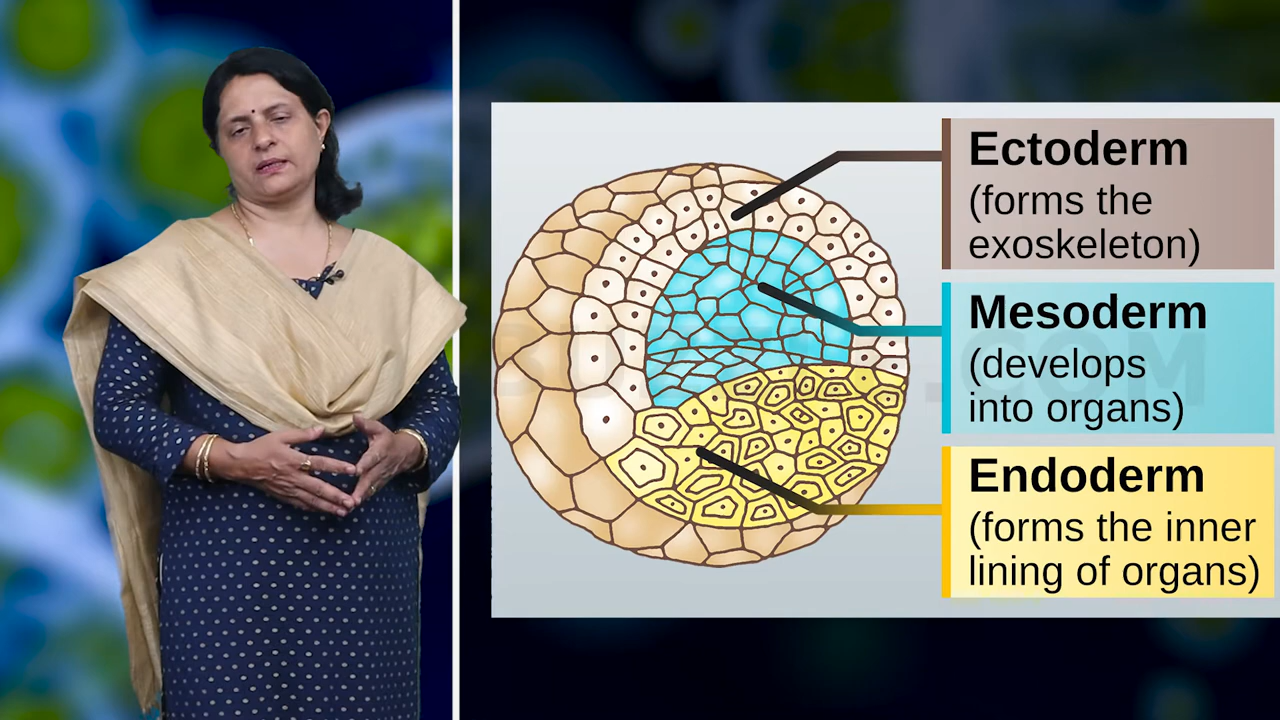 Ectoderm
(forms the
exoskeleton)
Mesoderm
(develops
into organs)
Endoderm
(forms the inner
lining of organs)